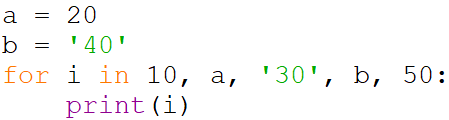 a = 20
b = '40'
for i in 10, a, '30', b, 50:
    print(i)